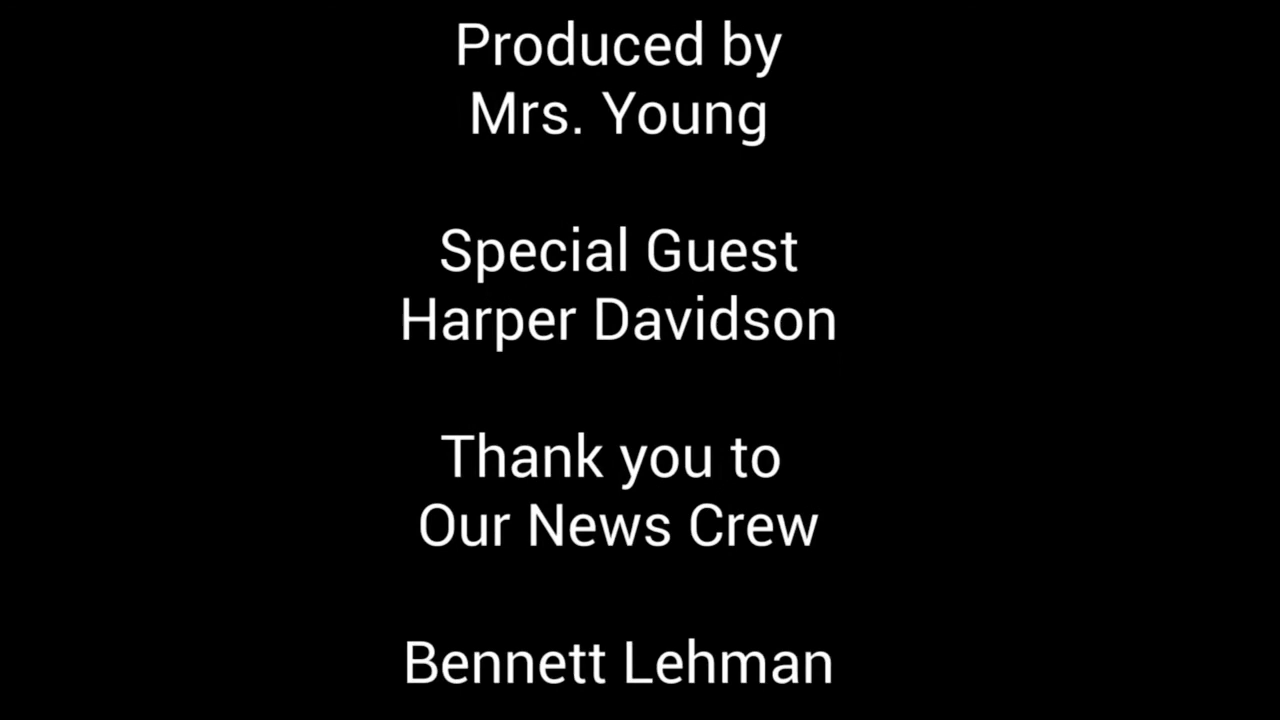 Produced by
Mrs. Young
Special Guest
Harper Davidson
Thank you to
Our News Crew
Bennett Lehman